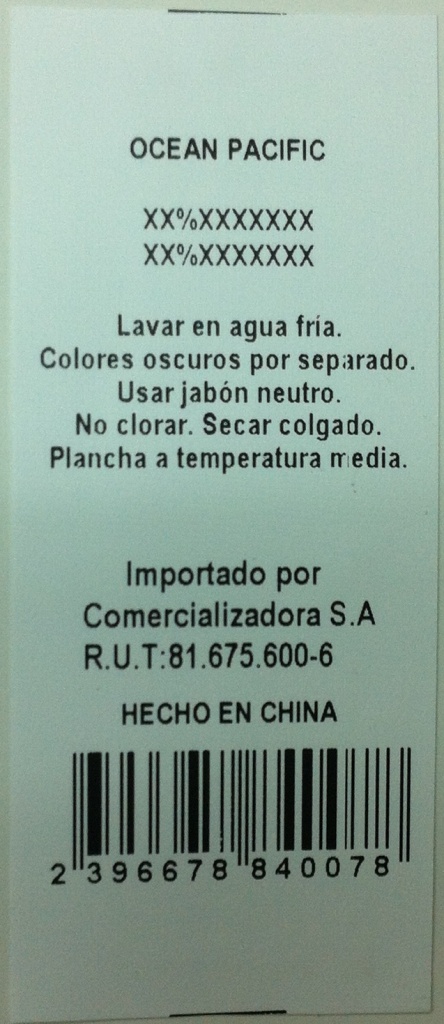 OCEAN PACIFIC
XX%XXXXXXX
XX%XXXXXXX
Lavar en agua fría.
Colores oscuros por separado.
Usar jabón neutro.
No clorar. Secar colgado.
Plancha a temperatura media.
Importado por
Comercializadora S.A
R.U.T:81.675.600-6
HECHO EN CHINA
2 396678 840078